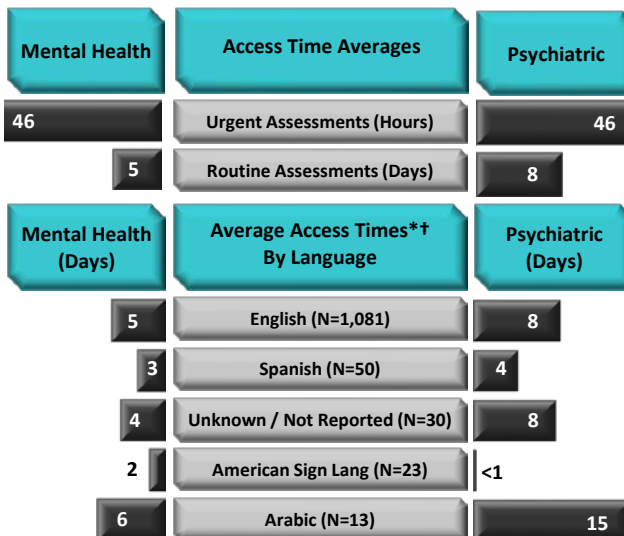 Mental Health
Access Time Averages
Psychiatric
46
Urgent Assessments (Hours)
46
5
Routine Assessments (Days)
8
Mental Health
(Days)
Average Access Times*†
By Language
Psychiatric
(Days)
5
English (N=1,081)
8
3
Spanish (N=50)
4
4
Unknown / Not Reported (N=30)
8
2
American Sign Lang (N=23)
<1
6
Arabic (N=13)
15